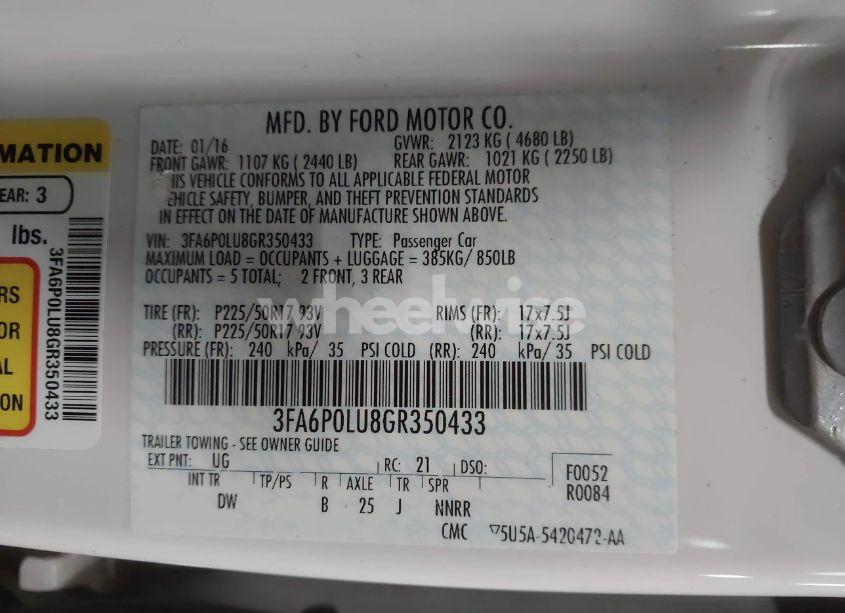 MATION
EAR: 3
lbs.
RS
OR
AL
ON
3FA6P0LU8GR350433
MFD. BY FORD MOTOR CO.
DATE: 01/16 GVWR: 2123 KG ( 4680 LB)
FRONT GAWR: 1107 KG ( 2440 LB) REAR GAWR: 1021 KG ( 2250 LB)
HIS VEHICLE CONFORMS TO ALL APPLICABLE FEDERAL MOTOR
EHICLE SAFETY, BUMPER, AND THEFT PREVENTION STANDARDS
IN EFFECT ON THE DATE OF MANUFACTURE SHOWN ABOVE.
VIN: 3FA6P0LU8GR350433 TYPE: Passenger Car
MAXIMUM LOAD = OCCUPANTS + LUGGAGE = 385KG/ 850LB
OCCUPANTS = 5 TOTAL; 2 FRONT, 3 REAR
wheelwise
TIRE (FR): P225/50R17 93V RIMS (FR): 17x7.5J
(RR): P225/50R17 93V (RR): 17x7.5J
PRESSURE (FR): 240 kPa/ 35 PSI COLD (RR): 240 kPa/ 35 PSI COLD
3FA6P0LU8GR350433
TRAILER TOWING - SEE OWNER GUIDE
EXT PNT: UG RC: 21 DSO: F0052
R0084
INT TR TP/PS R AXLE TR SPR
DW B 25 J NNRR
CMC 75U5A-5420472-AA